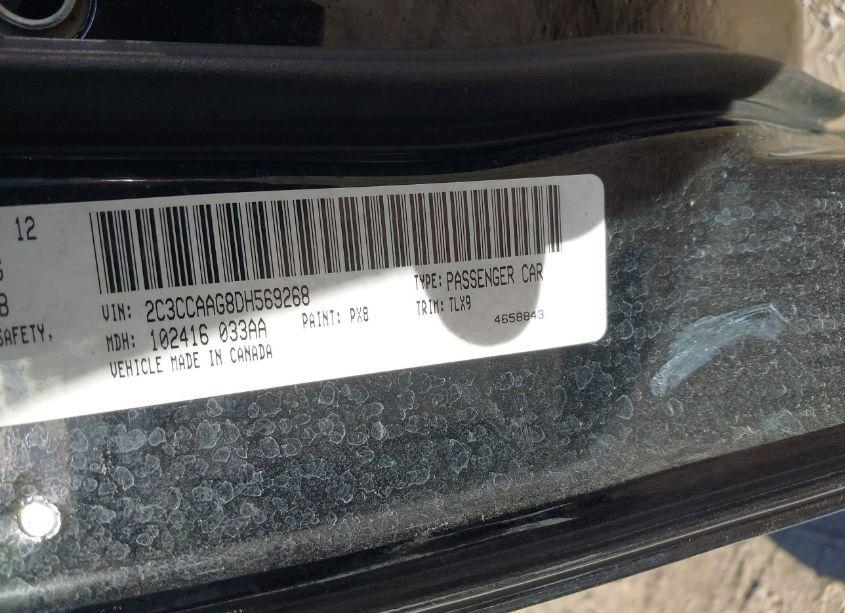 12
SAFETY,
VIN: 2C3CCAAG8DH569268 TYPE: PASSENGER CAR
MDH: 102416 033AA PAINT: PX8 TRIM: TLX9
VEHICLE MADE IN CANADA 4658843